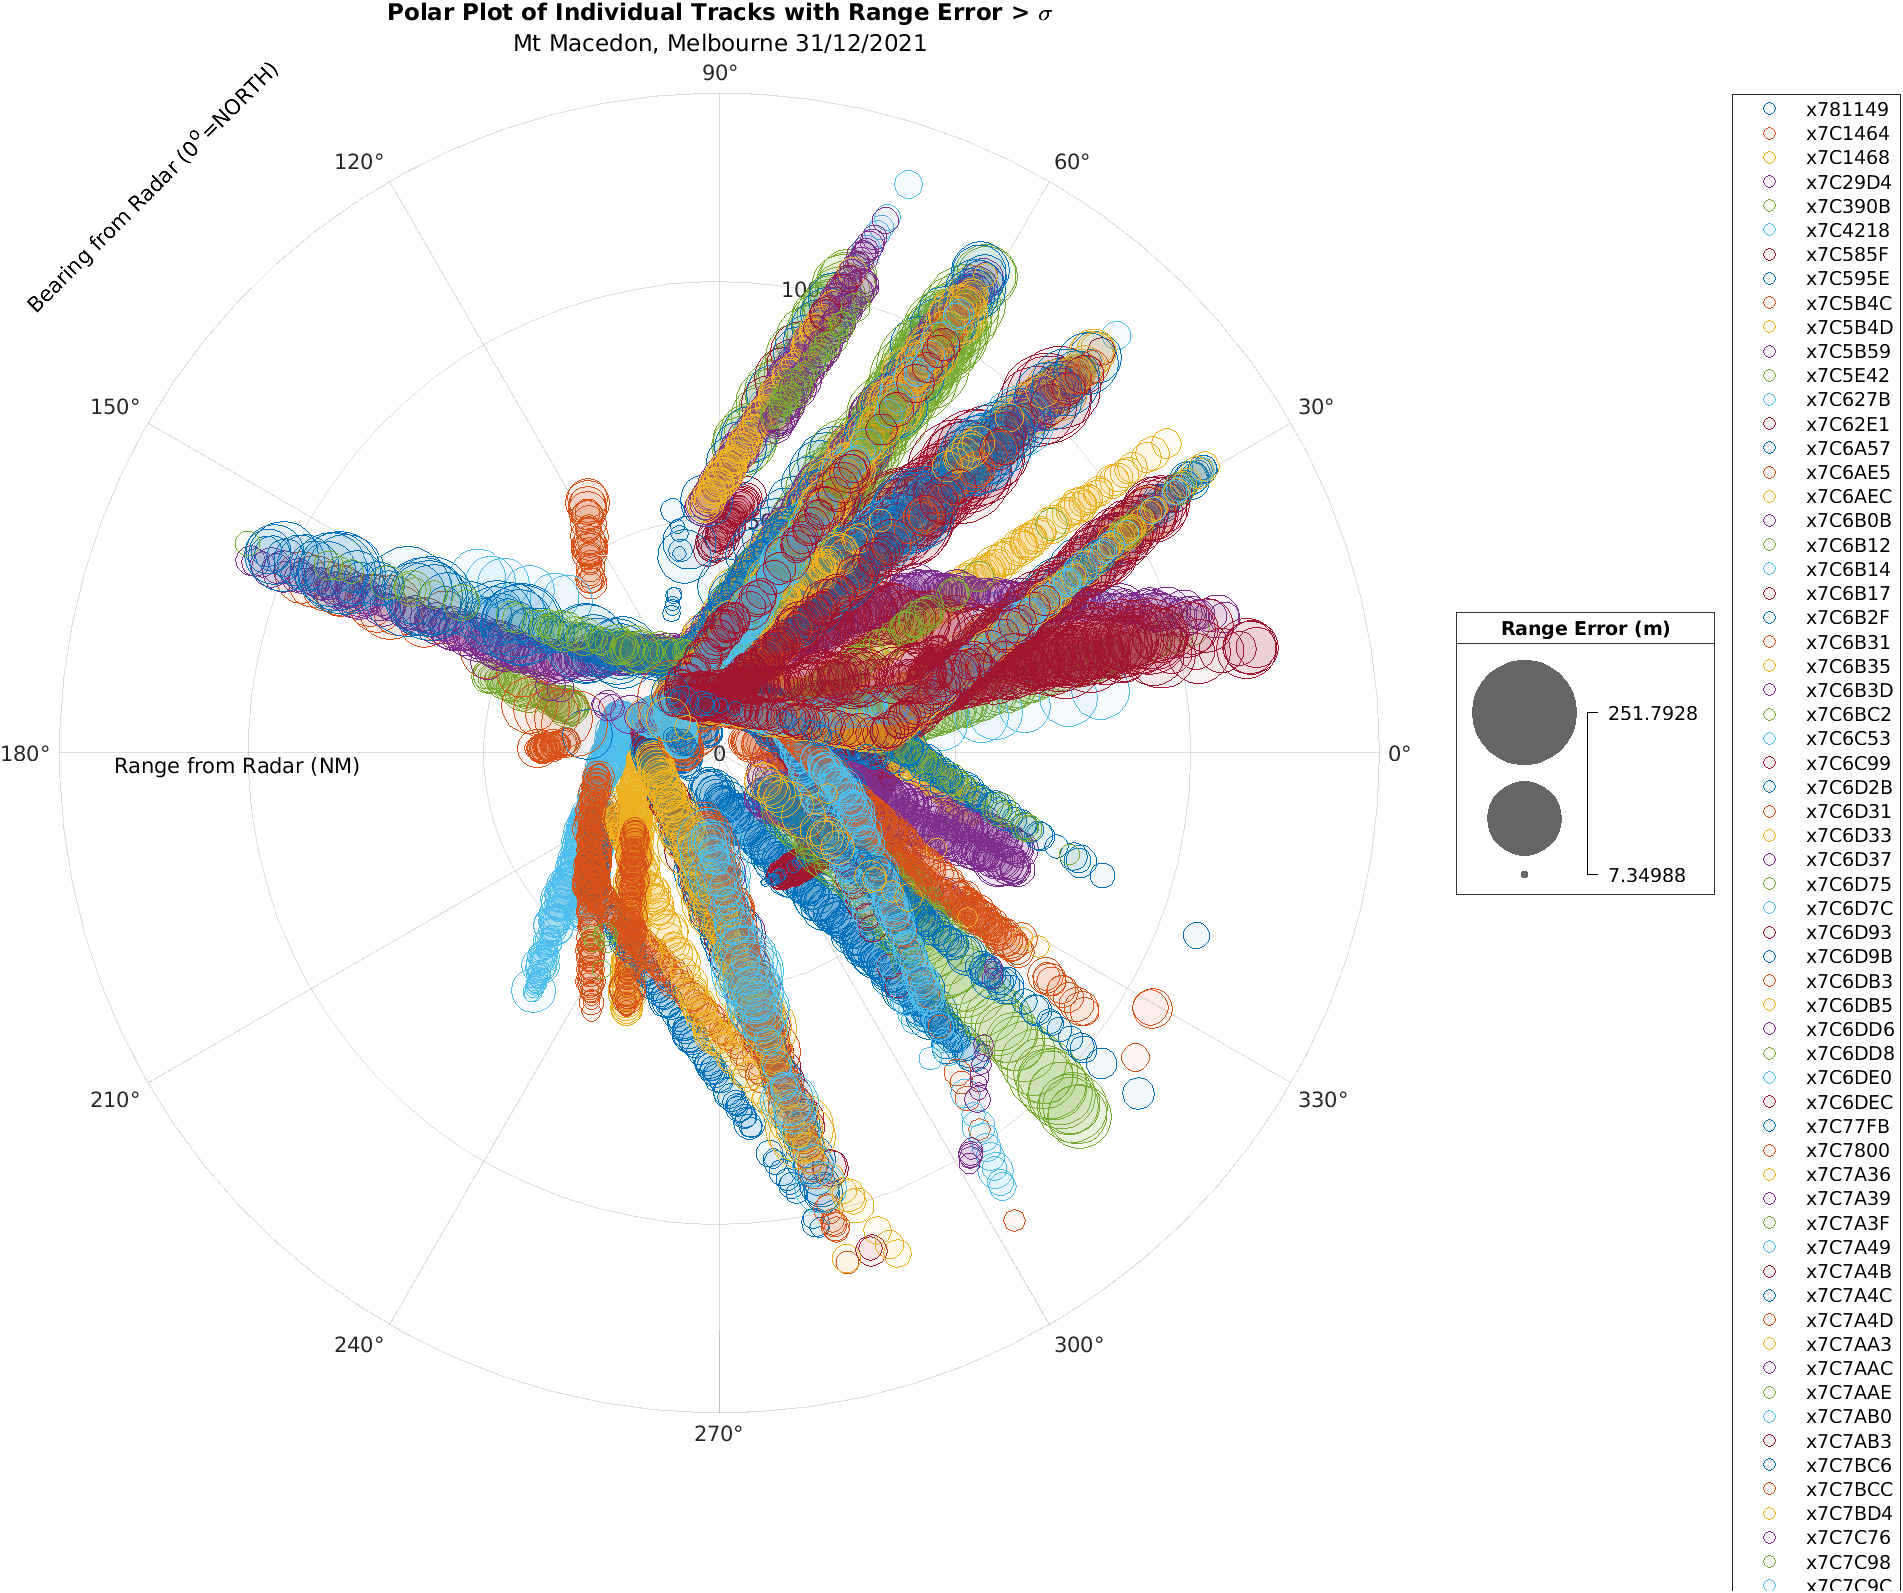 Polar Plot of Individual Tracks with Range Error > σ
Mt Macedon, Melbourne 31/12/2021
90°
120°
60°
150°
30°
180°
0°
210°
330°
240°
300°
270°
0
Bearing from Radar (0°=NORTH)
Range from Radar (NM)
Range Error (m)
251.7928
7.34988
x781149
x7C1464
x7C1468
x7C29D4
x7C390B
x7C4218
x7C585F
x7C595E
x7C5B4C
x7C5B4D
x7C5B59
x7C5E42
x7C627B
x7C62E1
x7C6A57
x7C6AE5
x7C6AEC
x7C6B0B
x7C6B12
x7C6B14
x7C6B17
x7C6B2F
x7C6B31
x7C6B35
x7C6B3D
x7C6BC2
x7C6C53
x7C6C99
x7C6D2B
x7C6D31
x7C6D33
x7C6D37
x7C6D75
x7C6D7C
x7C6D93
x7C6D9B
x7C6DB3
x7C6DB5
x7C6DD6
x7C6DD8
x7C6DE0
x7C6DEC
x7C77FB
x7C7800
x7C7A36
x7C7A39
x7C7A3F
x7C7A49
x7C7A4B
x7C7A4C
x7C7A4D
x7C7AA3
x7C7AAC
x7C7AAE
x7C7AB0
x7C7AB3
x7C7BC6
x7C7BCC
x7C7BD4
x7C7C76
x7C7C98
x7C7C9C